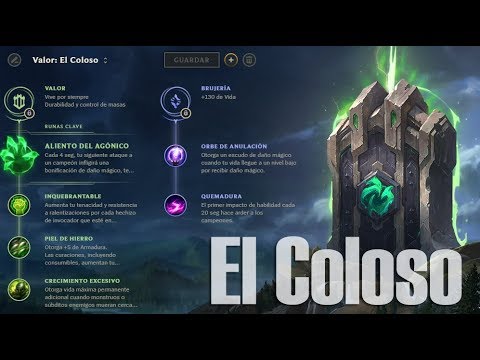 Valor: El Coloso
GUARDAR
VALOR
Vive por siempre
Durabilidad y control de masas
RUNAS CLAVE
ALIENTO DEL AGÓNICO
Cada 4 seg, tu siguiente ataque a
un campeón infligirá una
bonificación de daño mágico, te...
INQUEBRANTABLE
Aumenta tu tenacidad y resistencia
a ralentizaciones por cada hechizo
de invocador que esté en...
PIEL DE HIERRO
Otorga +5 de Armadura.
Las curaciones, incluyendo
consumibles, aumentan tu...
CRECIMIENTO EXCESIVO
Otorga vida máxima permanente
adicional cuando monstruos o
súbditos enemigos mueren cerca...
BRUJERÍA
+130 de Vida
ORBE DE ANULACIÓN
Otorga un escudo de daño mágico
cuando tu vida llegue a un nivel bajo
por recibir daño mágico.
QUEMADURA
El primer impacto de habilidad cada
20 seg hace arder a los
campeones.
El Coloso